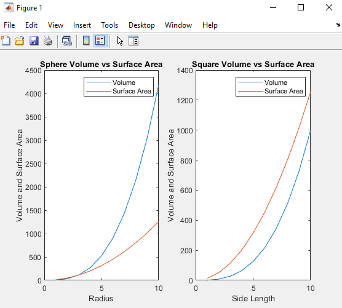 Figure 1
File Edit View Insert Tools Desktop Window Help
Sphere Volume vs Surface Area
Volume and Surface Area
4500
4000
3500
3000
2500
2000
1500
1000
500
0
Volume
Surface Area
0 5 10
Radius
Square Volume vs Surface Area
Volume and Surface Area
1400
1200
1000
800
600
400
200
0
Volume
Surface Area
0 5 10
Side Length